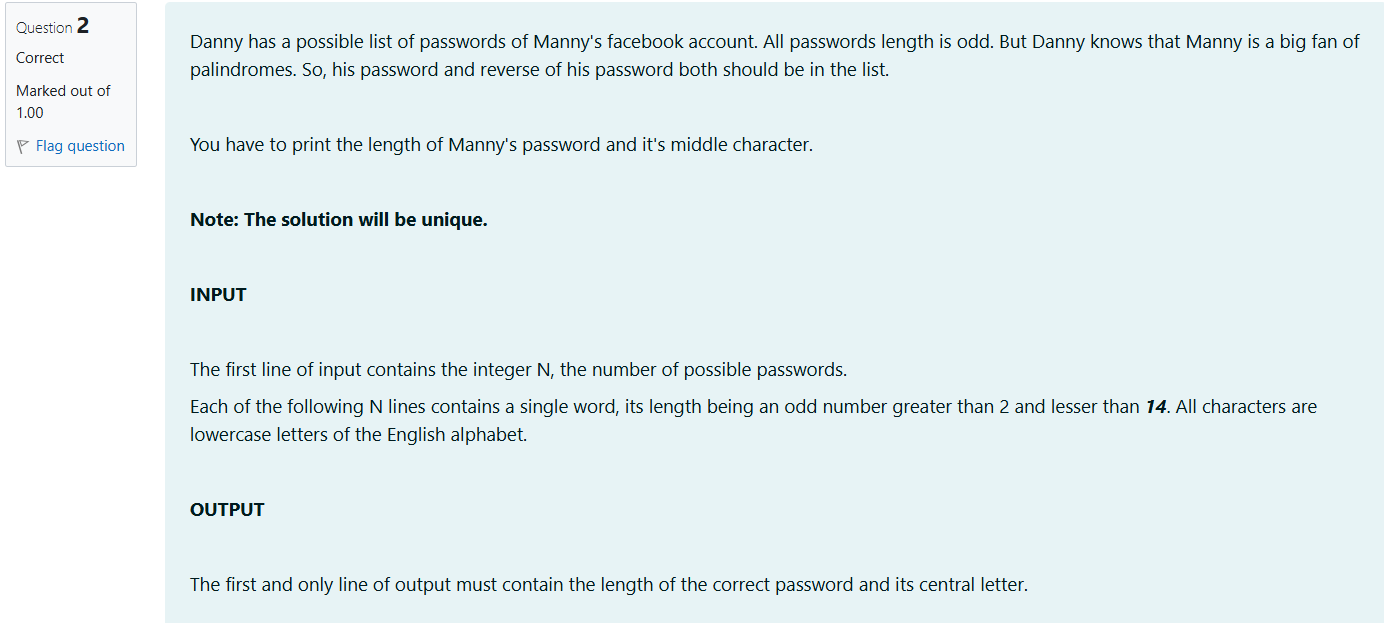 Question 2
Correct
Marked out of
1.00
Flag question
Danny has a possible list of passwords of Manny's facebook account. All passwords length is odd. But Danny knows that Manny is a big fan of
palindromes. So, his password and reverse of his password both should be in the list.
You have to print the length of Manny's password and it's middle character.
Note: The solution will be unique.
INPUT
The first line of input contains the integer N, the number of possible passwords.
Each of the following N lines contains a single word, its length being an odd number greater than 2 and lesser than 14. All characters are
lowercase letters of the English alphabet.
OUTPUT
The first and only line of output must contain the length of the correct password and its central letter.